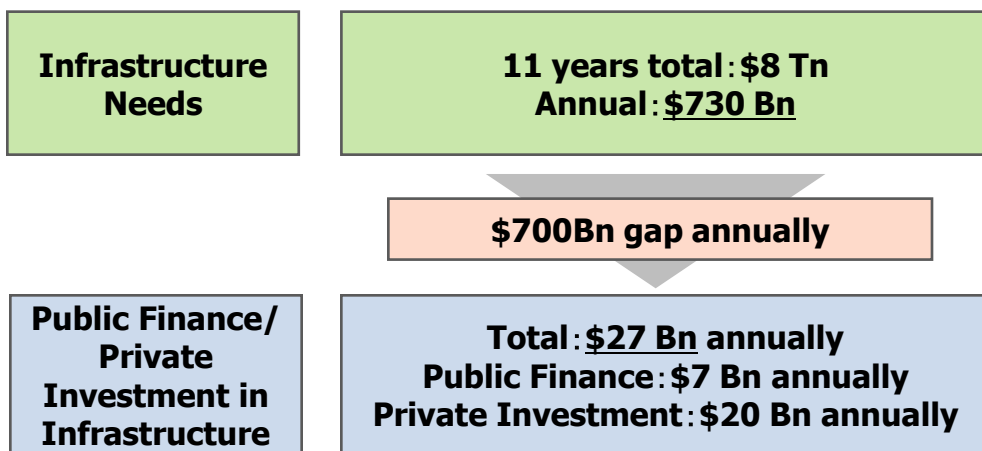 Infrastructure
Needs
11 years total：$8 Tn
Annual：$730 Bn
$700Bn gap annually
Public Finance/
Private
Investment in
Infrastructure
Total：$27 Bn annually
Public Finance：$7 Bn annually
Private Investment：$20 Bn annually